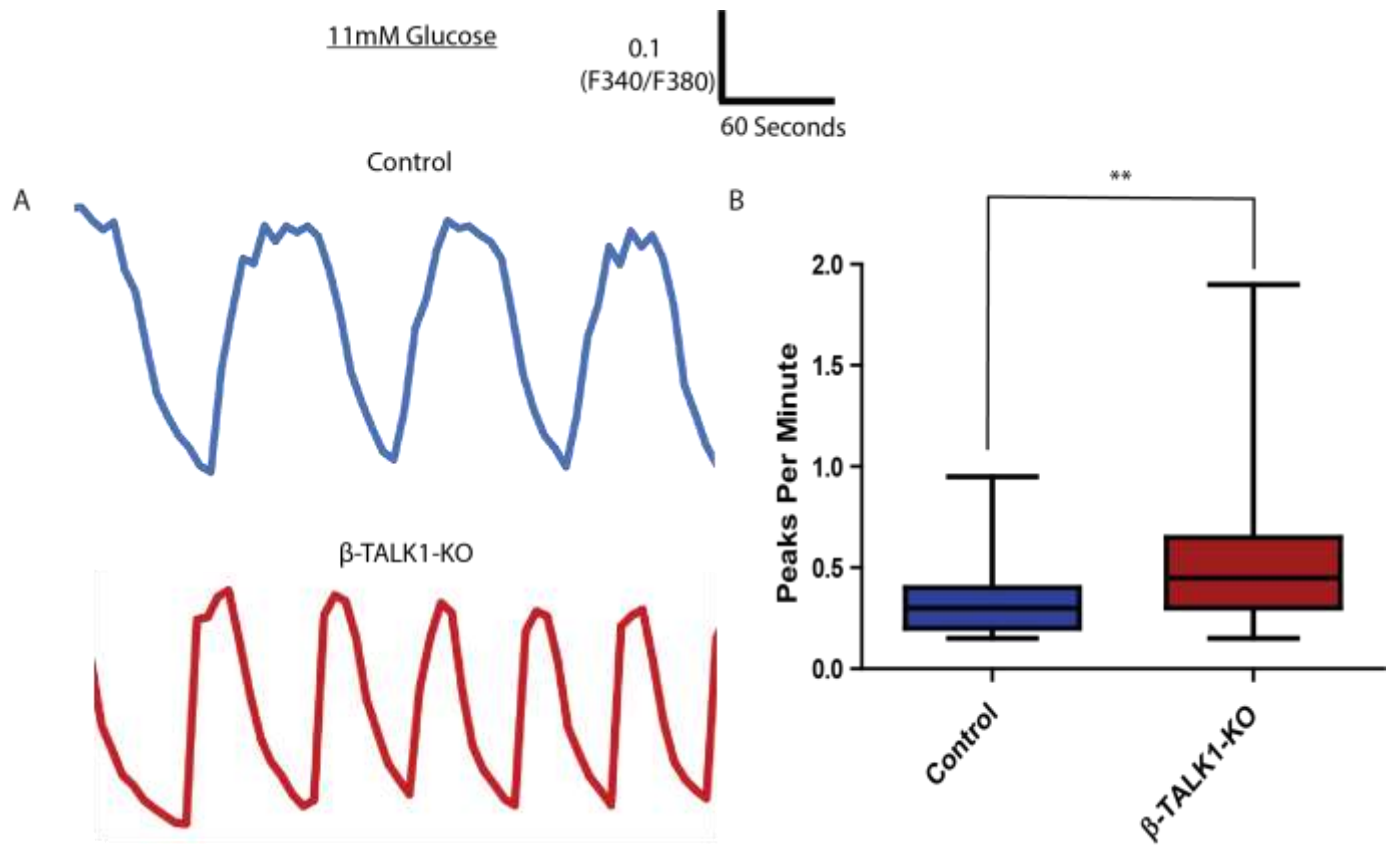 11mM Glucose
0.1
(F340/F380)
60 Seconds
Control
A
B
**
2.0
1.5
1.0
0.5
0.0
Peaks Per Minute
Control
β-TALK1-KO
β-TALK1-KO